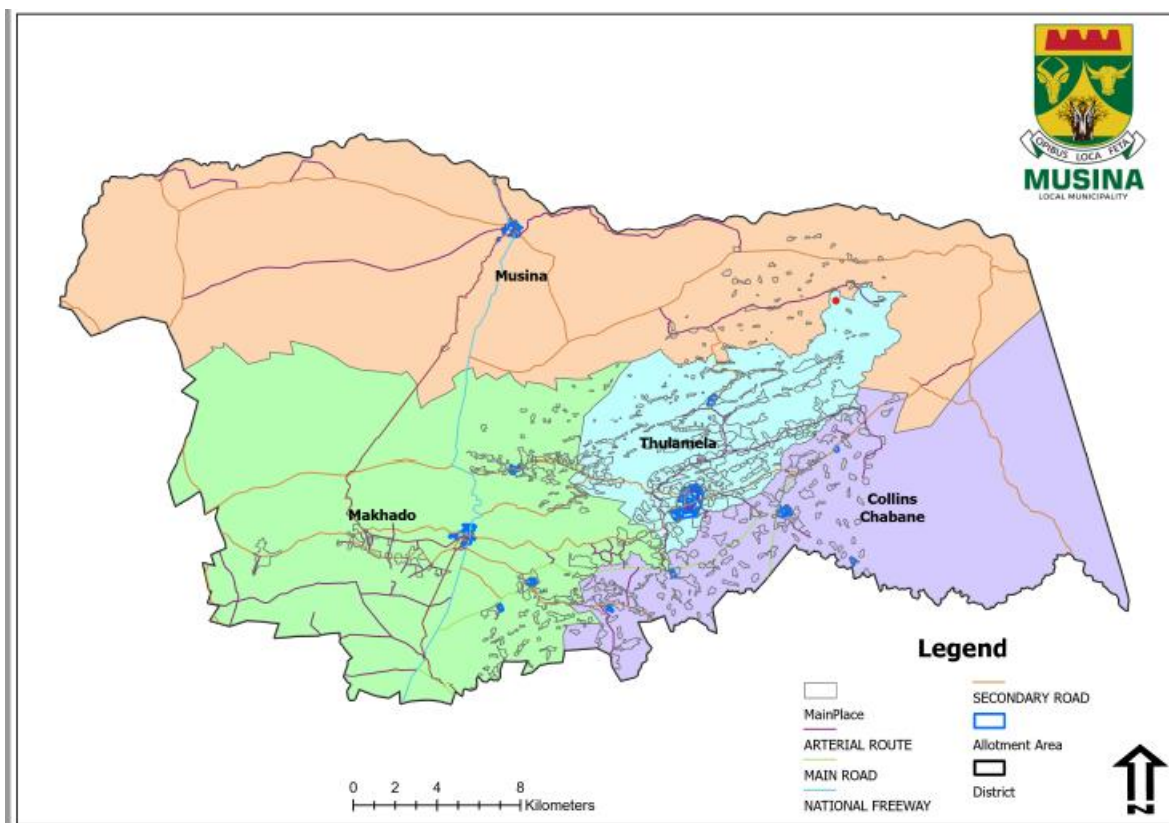 OPIBUS LOCA FETA
MUSINA
LOCAL MUNICIPALITY
Musina
Thulamela
Collins
Chabane
Makhado
Legend
MainPlace
ARTERIAL ROUTE
MAIN ROAD
NATIONAL FREEWAY
SECONDARY ROAD
Allotment Area
District
0 2 4 8
Kilometers
N